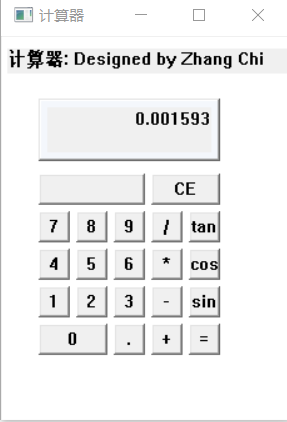 计算器
计算器: Designed by Zhang Chi
0.001593
CE
7 8 9 / tan
4 5 6 * cos
1 2 3 - sin
0 . + =